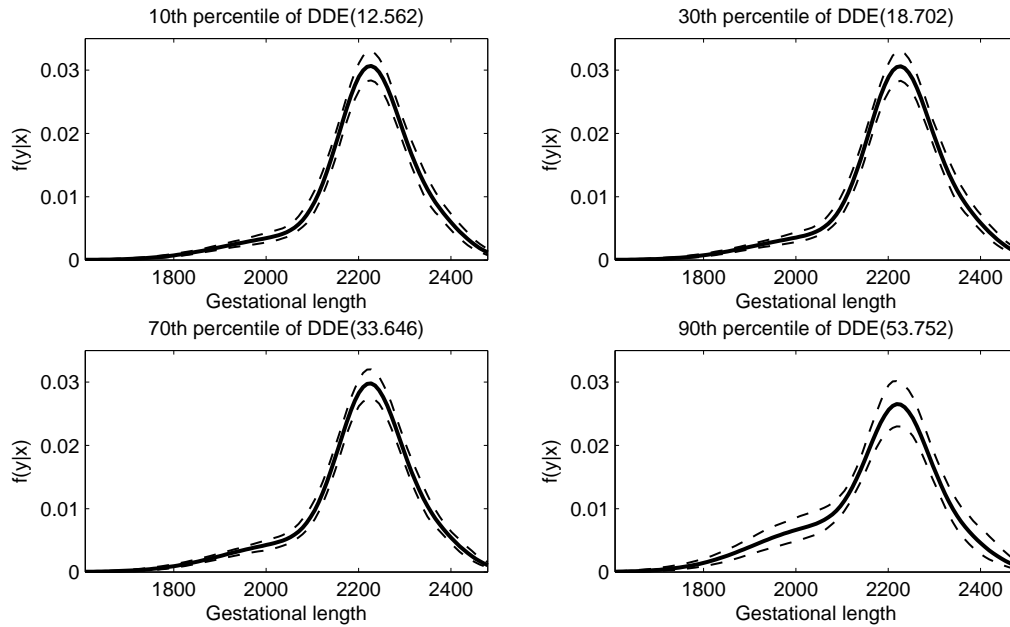 10th percentile of DDE(12.562)
0.03
0.02
0.01
0
f(y|x)
1800 2000 2200 2400
Gestational length
30th percentile of DDE(18.702)
0.03
0.02
0.01
0
f(y|x)
1800 2000 2200 2400
Gestational length
70th percentile of DDE(33.646)
0.03
0.02
0.01
0
f(y|x)
1800 2000 2200 2400
Gestational length
90th percentile of DDE(53.752)
0.03
0.02
0.01
0
f(y|x)
1800 2000 2200 2400
Gestational length